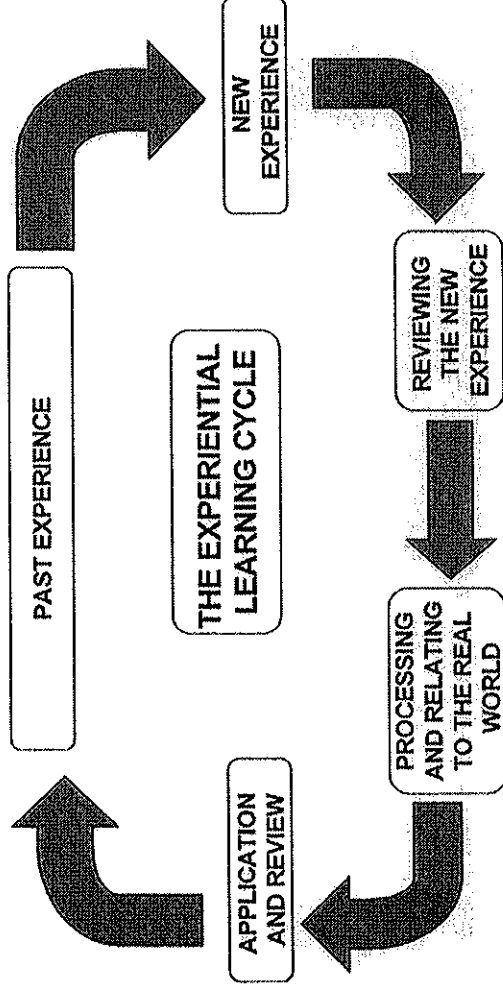 PAST EXPERIENCE
NEW
EXPERIENCE
REVIEWING
THE NEW
EXPERIENCE
PROCESSING
AND RELATING
TO THE REAL
WORLD
APPLICATION
AND REVIEW
THE EXPERIENTIAL
LEARNING CYCLE